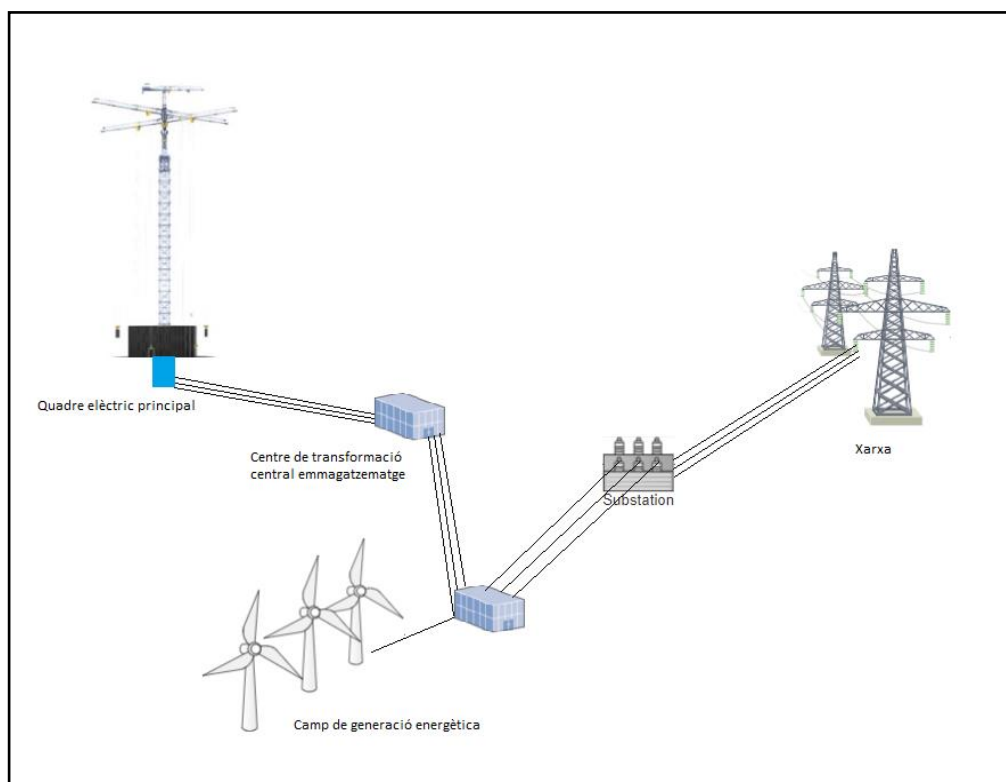 Quadre elèctric principal
Centre de transformació
central emmagatzematge
Xarxa
Substation
Camp de generació energètica